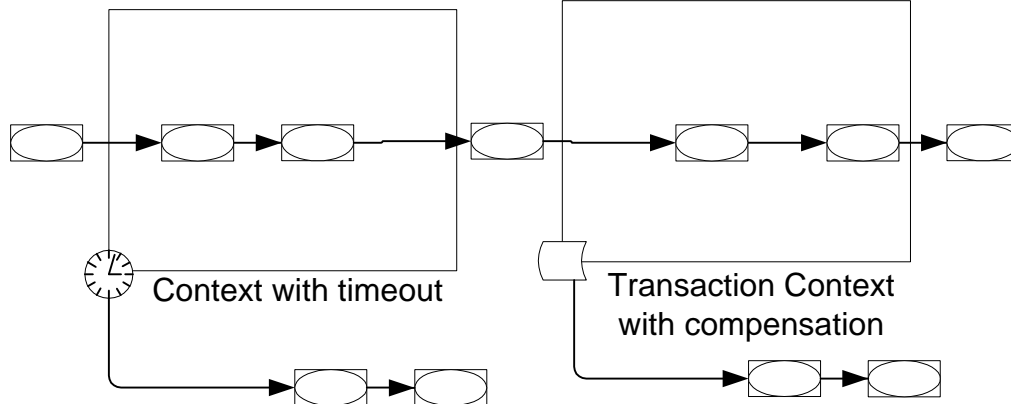 Context with timeout
Transaction Context
with compensation